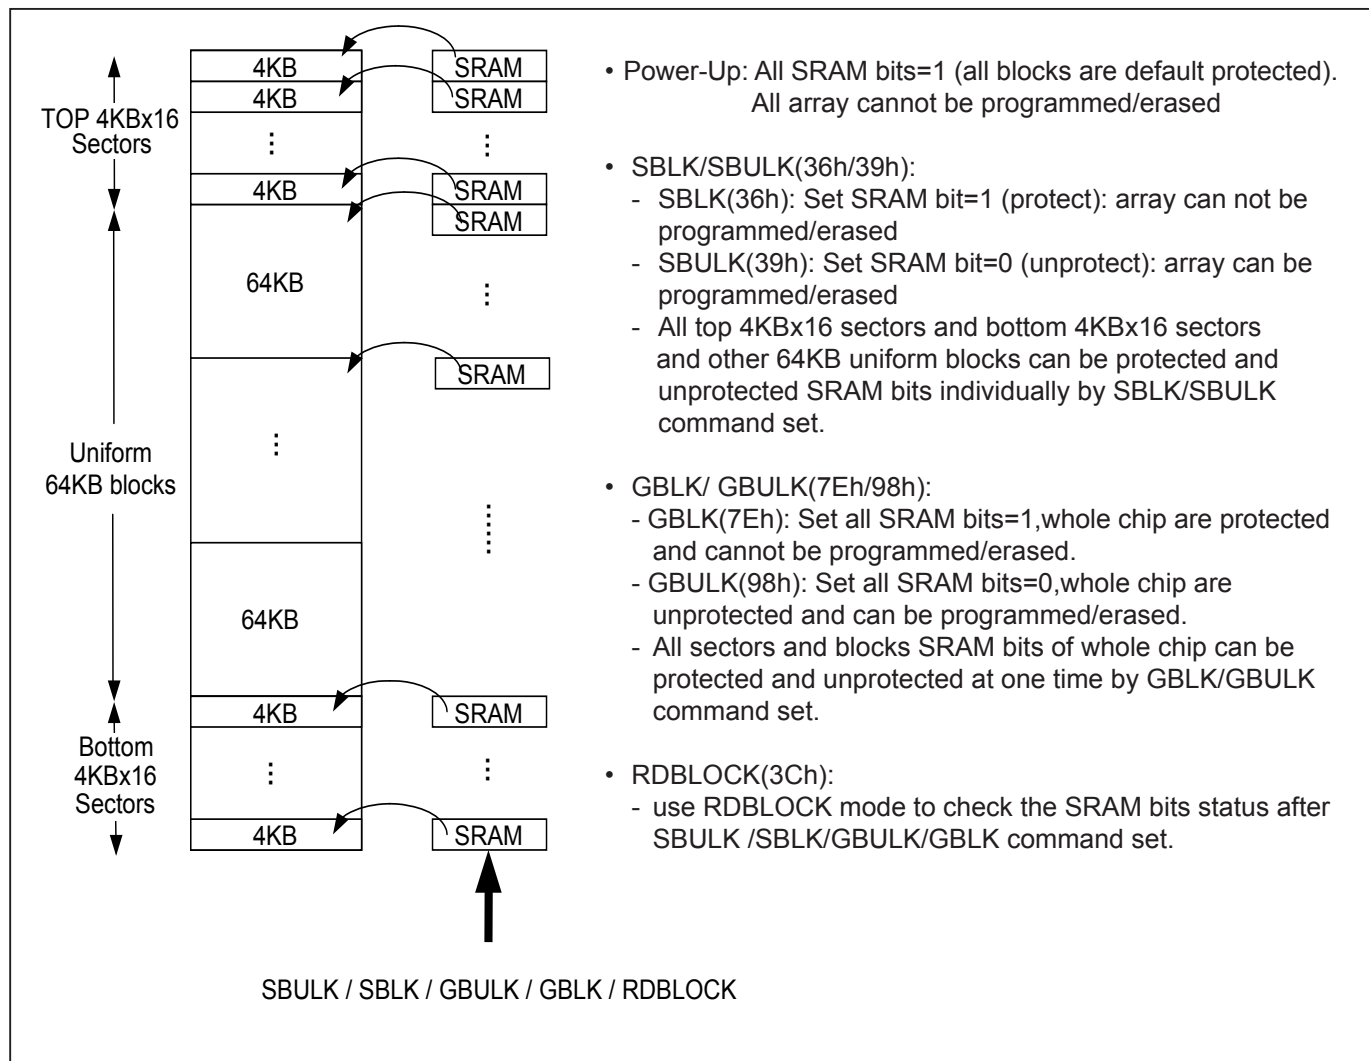 4KB
4KB
⋮
4KB
64KB
⋮
64KB
4KB
⋮
4KB
SRAM
SRAM
⋮
SRAM
SRAM
⋮
SRAM
⋮
SRAM
⋮
SRAM
TOP 4KBx16
Sectors
Uniform
64KB blocks
Bottom
4KBx16
Sectors
SBULK / SBLK / GBULK / GBLK / RDBLOCK
• Power-Up: All SRAM bits=1 (all blocks are default protected).
All array cannot be programmed/erased
• SBLK/SBULK(36h/39h):
- SBLK(36h): Set SRAM bit=1 (protect): array can not be
programmed/erased
- SBULK(39h): Set SRAM bit=0 (unprotect): array can be
programmed/erased
- All top 4KBx16 sectors and bottom 4KBx16 sectors
and other 64KB uniform blocks can be protected and
unprotected SRAM bits individually by SBLK/SBULK
command set.
• GBLK/ GBULK(7Eh/98h):
- GBLK(7Eh): Set all SRAM bits=1,whole chip are protected
and cannot be programmed/erased.
- GBULK(98h): Set all SRAM bits=0,whole chip are
unprotected and can be programmed/erased.
- All sectors and blocks SRAM bits of whole chip can be
protected and unprotected at one time by GBLK/GBULK
command set.
• RDBLOCK(3Ch):
- use RDBLOCK mode to check the SRAM bits status after
SBULK /SBLK/GBULK/GBLK command set.